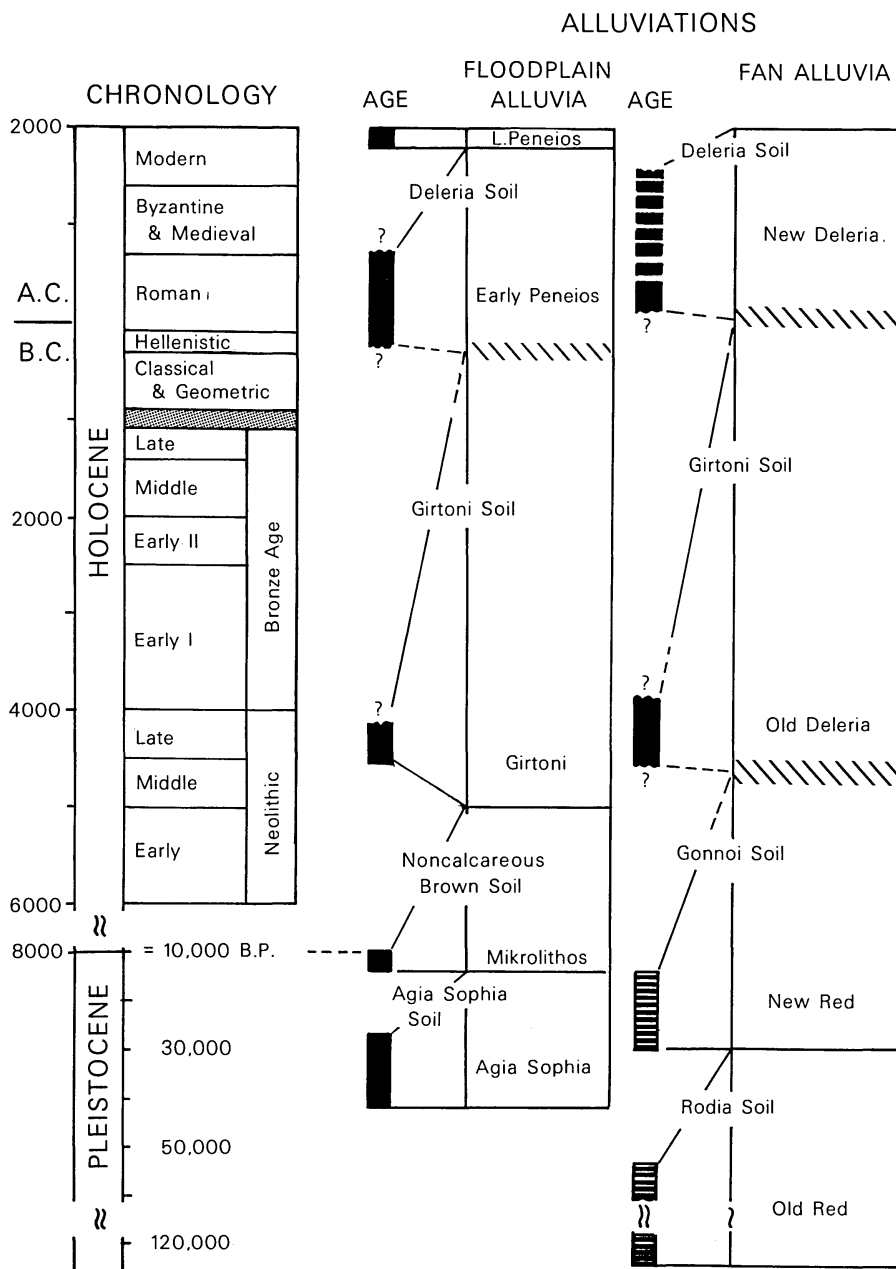 ALLUVIATIONS
CHRONOLOGY
AGE
FLOODPLAIN
ALLUVIA
AGE
FAN ALLUVIA
2000
A.C.
B.C.
2000
4000
6000
8000
HOLOCENE
PLEISTOCENE
Modern
Byzantine
& Medieval
Roman
Hellenistic
Classical
& Geometric
Late
Middle
Early II
Early I
Bronze Age
Late
Middle
Early
Neolithic
= 10,000 B.P.
30,000
50,000
120,000
L. Peneios
Deleria Soil
?
Early Peneios
?
Girtoni Soil
?
Girtoni
Noncalcareous
Brown Soil
Mikrolithos
Agia Sophia
Soil
Agia Sophia
Deleria Soil
New Deleria
?
Girtoni Soil
?
Old Deleria
?
Gonnoi Soil
New Red
Rodia Soil
Old Red